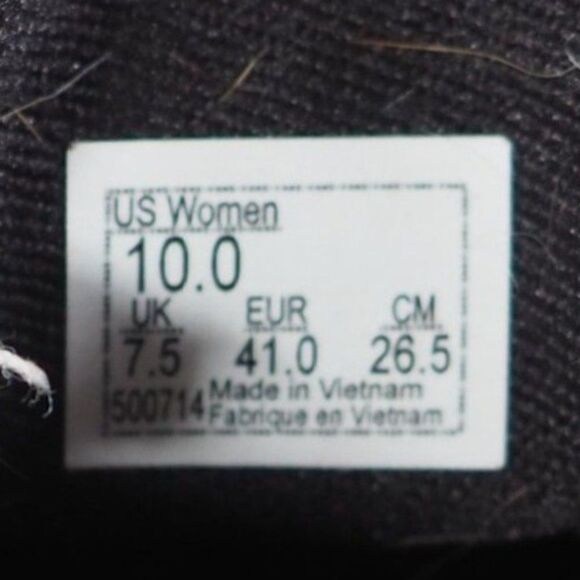 US Women
10.0
UK EUR CM
7.5 41.0 26.5
500714 Made in Vietnam
Fabrique en Vietnam